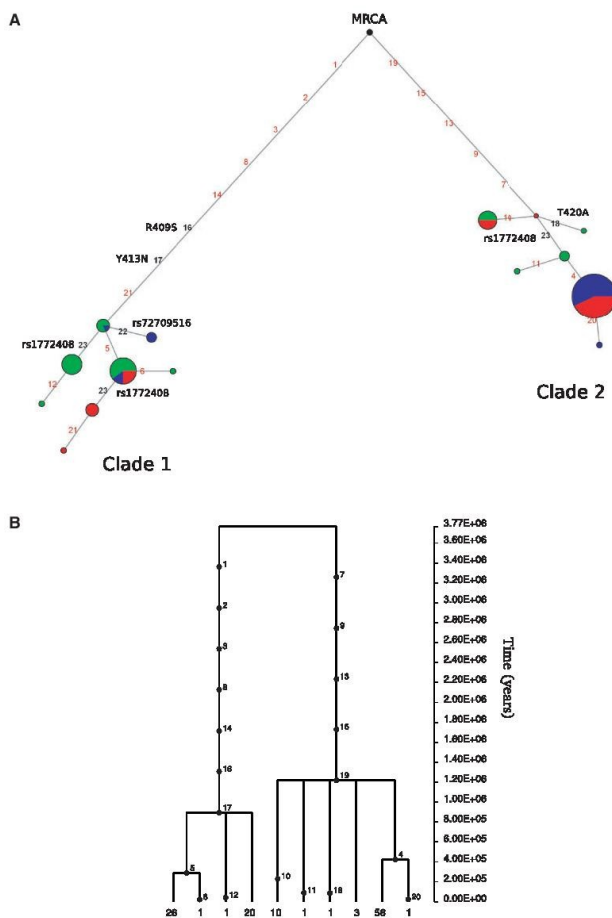 A
MRCA
1
19
2
15
3
13
8
9
14
7
R409S 16
T420A
18
rs1772408
23
Y413N 17
11
4
21
20
rs72709516
22
rs1772408 23
5
6
12
23
rs1772408
21
Clade 2
Clade 1
B
3.77E+06
3.60E+06
3.40E+06
3.20E+06
3.00E+06
2.80E+06
2.60E+06
2.40E+06
2.20E+06
2.00E+06
1.80E+06
1.60E+06
1.40E+06
1.20E+06
1.00E+06
8.00E+05
6.00E+05
4.00E+05
2.00E+05
0.00E+00
Time (years)
1
7
2
9
3
13
8
14
15
16
19
17
5
4
10
6
12
11
18
20
1
1
20
10
1
1
3
1